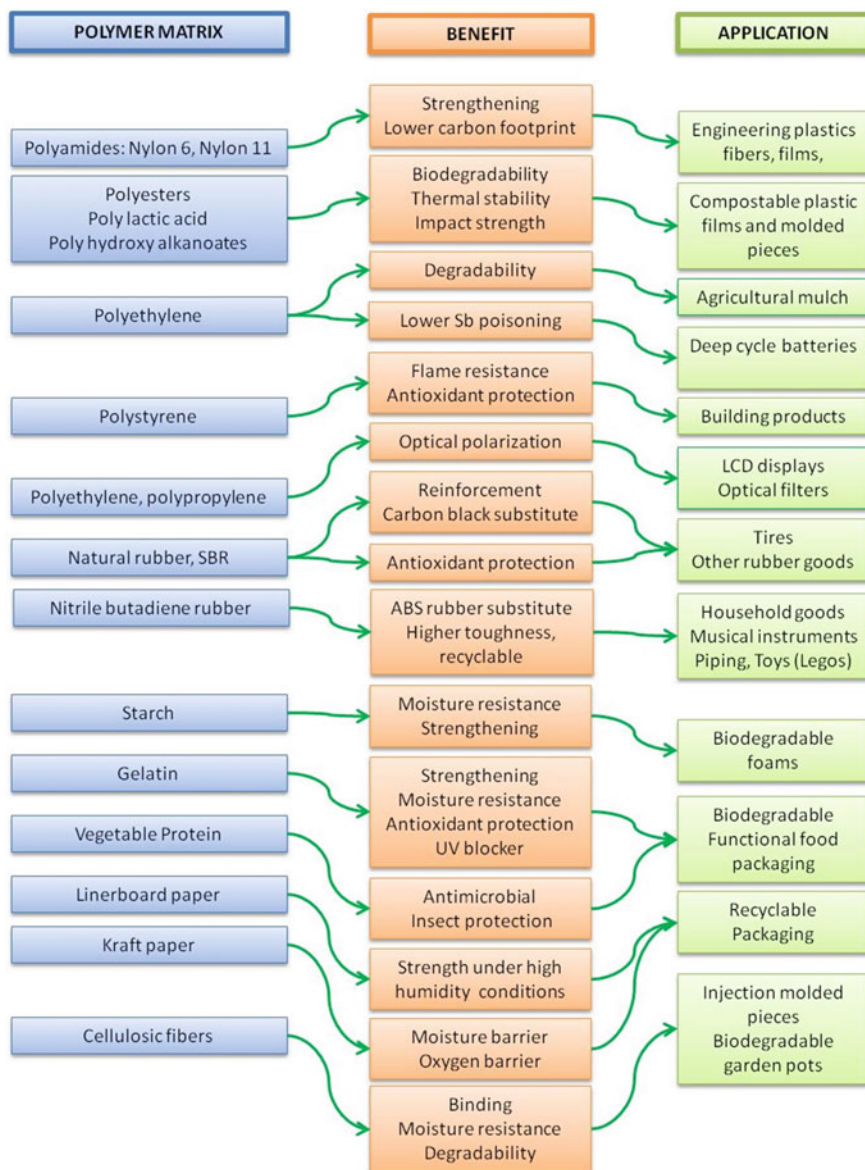 POLYMER MATRIX
BENEFIT
APPLICATION
Polyamides: Nylon 6, Nylon 11
Polyesters
Poly lactic acid
Poly hydroxy alkanoates
Polyethylene
Polystyrene
Polyethylene, polypropylene
Natural rubber, SBR
Nitrile butadiene rubber
Starch
Gelatin
Vegetable Protein
Linerboard paper
Kraft paper
Cellulosic fibers
Strengthening
Lower carbon footprint
Biodegradability
Thermal stability
Impact strength
Degradability
Lower Sb poisoning
Flame resistance
Antioxidant protection
Optical polarization
Reinforcement
Carbon black substitute
Antioxidant protection
ABS rubber substitute
Higher toughness,
recyclable
Moisture resistance
Strengthening
Strengthening
Moisture resistance
Antioxidant protection
UV blocker
Antimicrobial
Insect protection
Strength under high
humidity conditions
Moisture barrier
Oxygen barrier
Binding
Moisture resistance
Degradability
Engineering plastics
fibers, films,
Compostable plastic
films and molded
pieces
Agricultural mulch
Deep cycle batteries
Building products
LCD displays
Optical filters
Tires
Other rubber goods
Household goods
Musical instruments
Piping, Toys (Legos)
Biodegradable
foams
Biodegradable
Functional food
packaging
Recyclable
Packaging
Injection molded
pieces
Biodegradable
garden pots